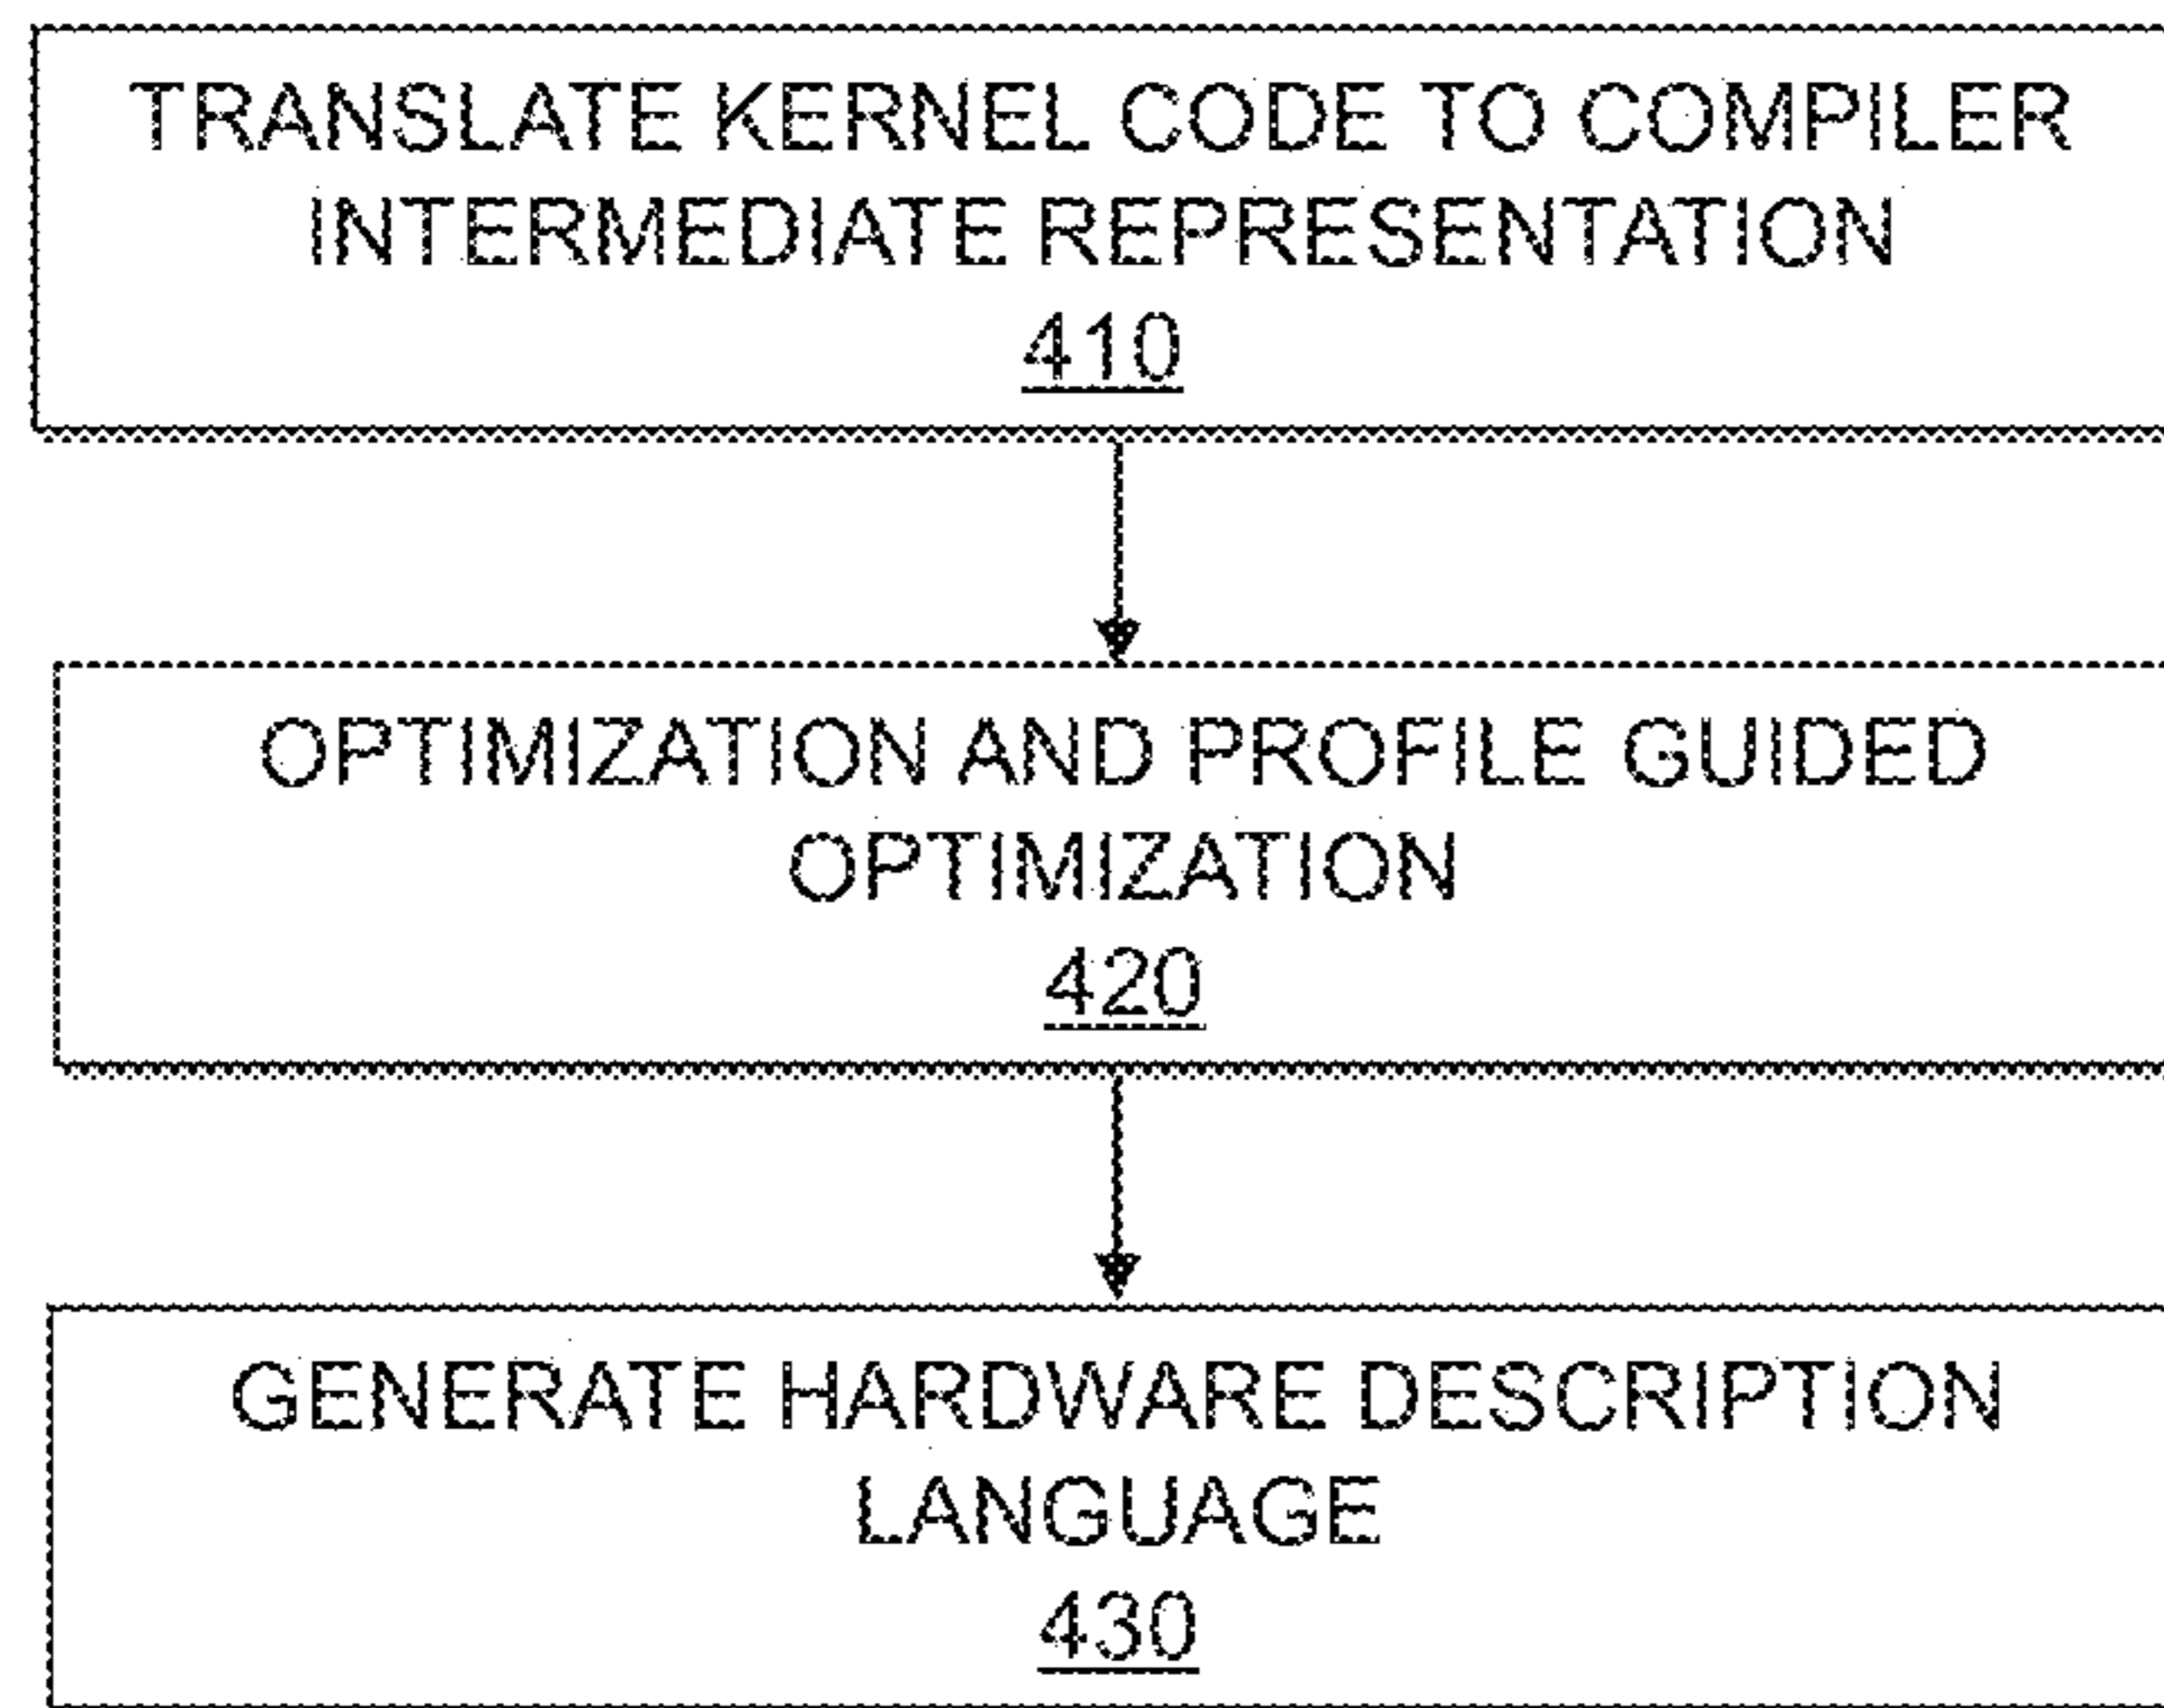 TRANSLATE KERNEL CODE TO COMPILER
INTERMEDIATE REPRESENTATION
410
OPTIMIZATION AND PROFILE GUIDED
OPTIMIZATION
420
GENERATE HARDWARE DESCRIPTION
LANGUAGE
430